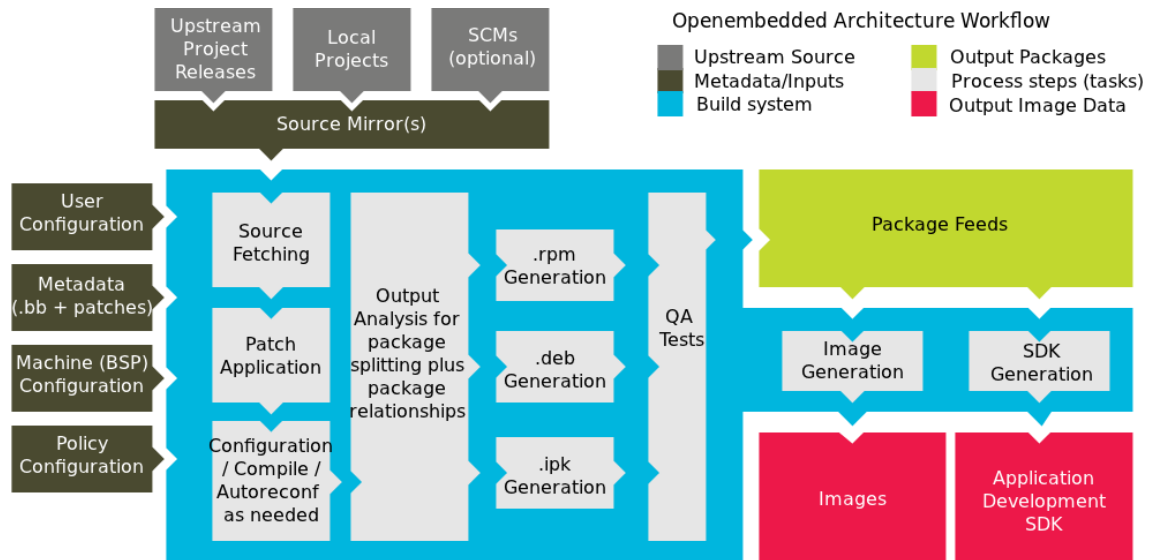 Upstream
Project
Releases
Local
Projects
SCMs
(optional)
Openembedded Architecture Workflow
Upstream Source
Metadata/Inputs
Build system
Output Packages
Process steps (tasks)
Output Image Data
Source Mirror(s)
User
Configuration
Metadata
(.bb + patches)
Machine (BSP)
Configuration
Policy
Configuration
Source
Fetching
Patch
Application
Configuration
/ Compile /
Autoreconf
as needed
Output
Analysis for
package
splitting plus
package
relationships
.rpm
Generation
.deb
Generation
.ipk
Generation
QA
Tests
Package Feeds
Image
Generation
SDK
Generation
Images
Application
Development
SDK